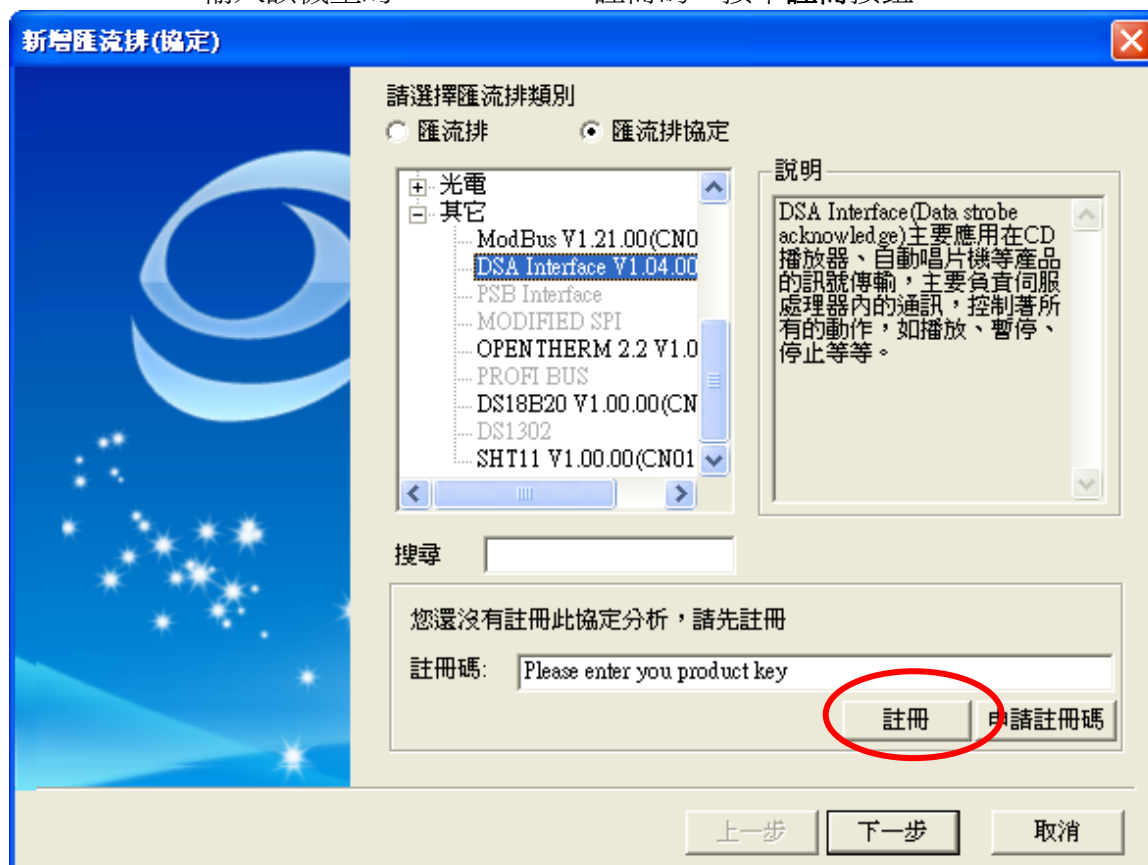 新增匯流排(協定)
請選擇匯流排類別
匯流排
匯流排協定
光電
其它
ModBus V1.21.00(CN0
DSA Interface V1.04.00
PSB Interface
MODIFIED SPI
OPENTHERM 2.2 V1.0
PROFI BUS
DS18B20 V1.00.00(CN
DS1302
SHT11 V1.00.00(CN01
說明
DSA Interface(Data strobe
acknowledge)主要應用在CD
播放器、自動唱片機等產品
的訊號傳輸，主要負責伺服
處理器內的通訊，控制著所
有的動作，如播放、暫停、
停止等等。
搜尋
您還沒有註冊此協定分析，請先註冊
註冊碼:
Please enter you product key
註冊
申請註冊碼
上一步
下一步
取消